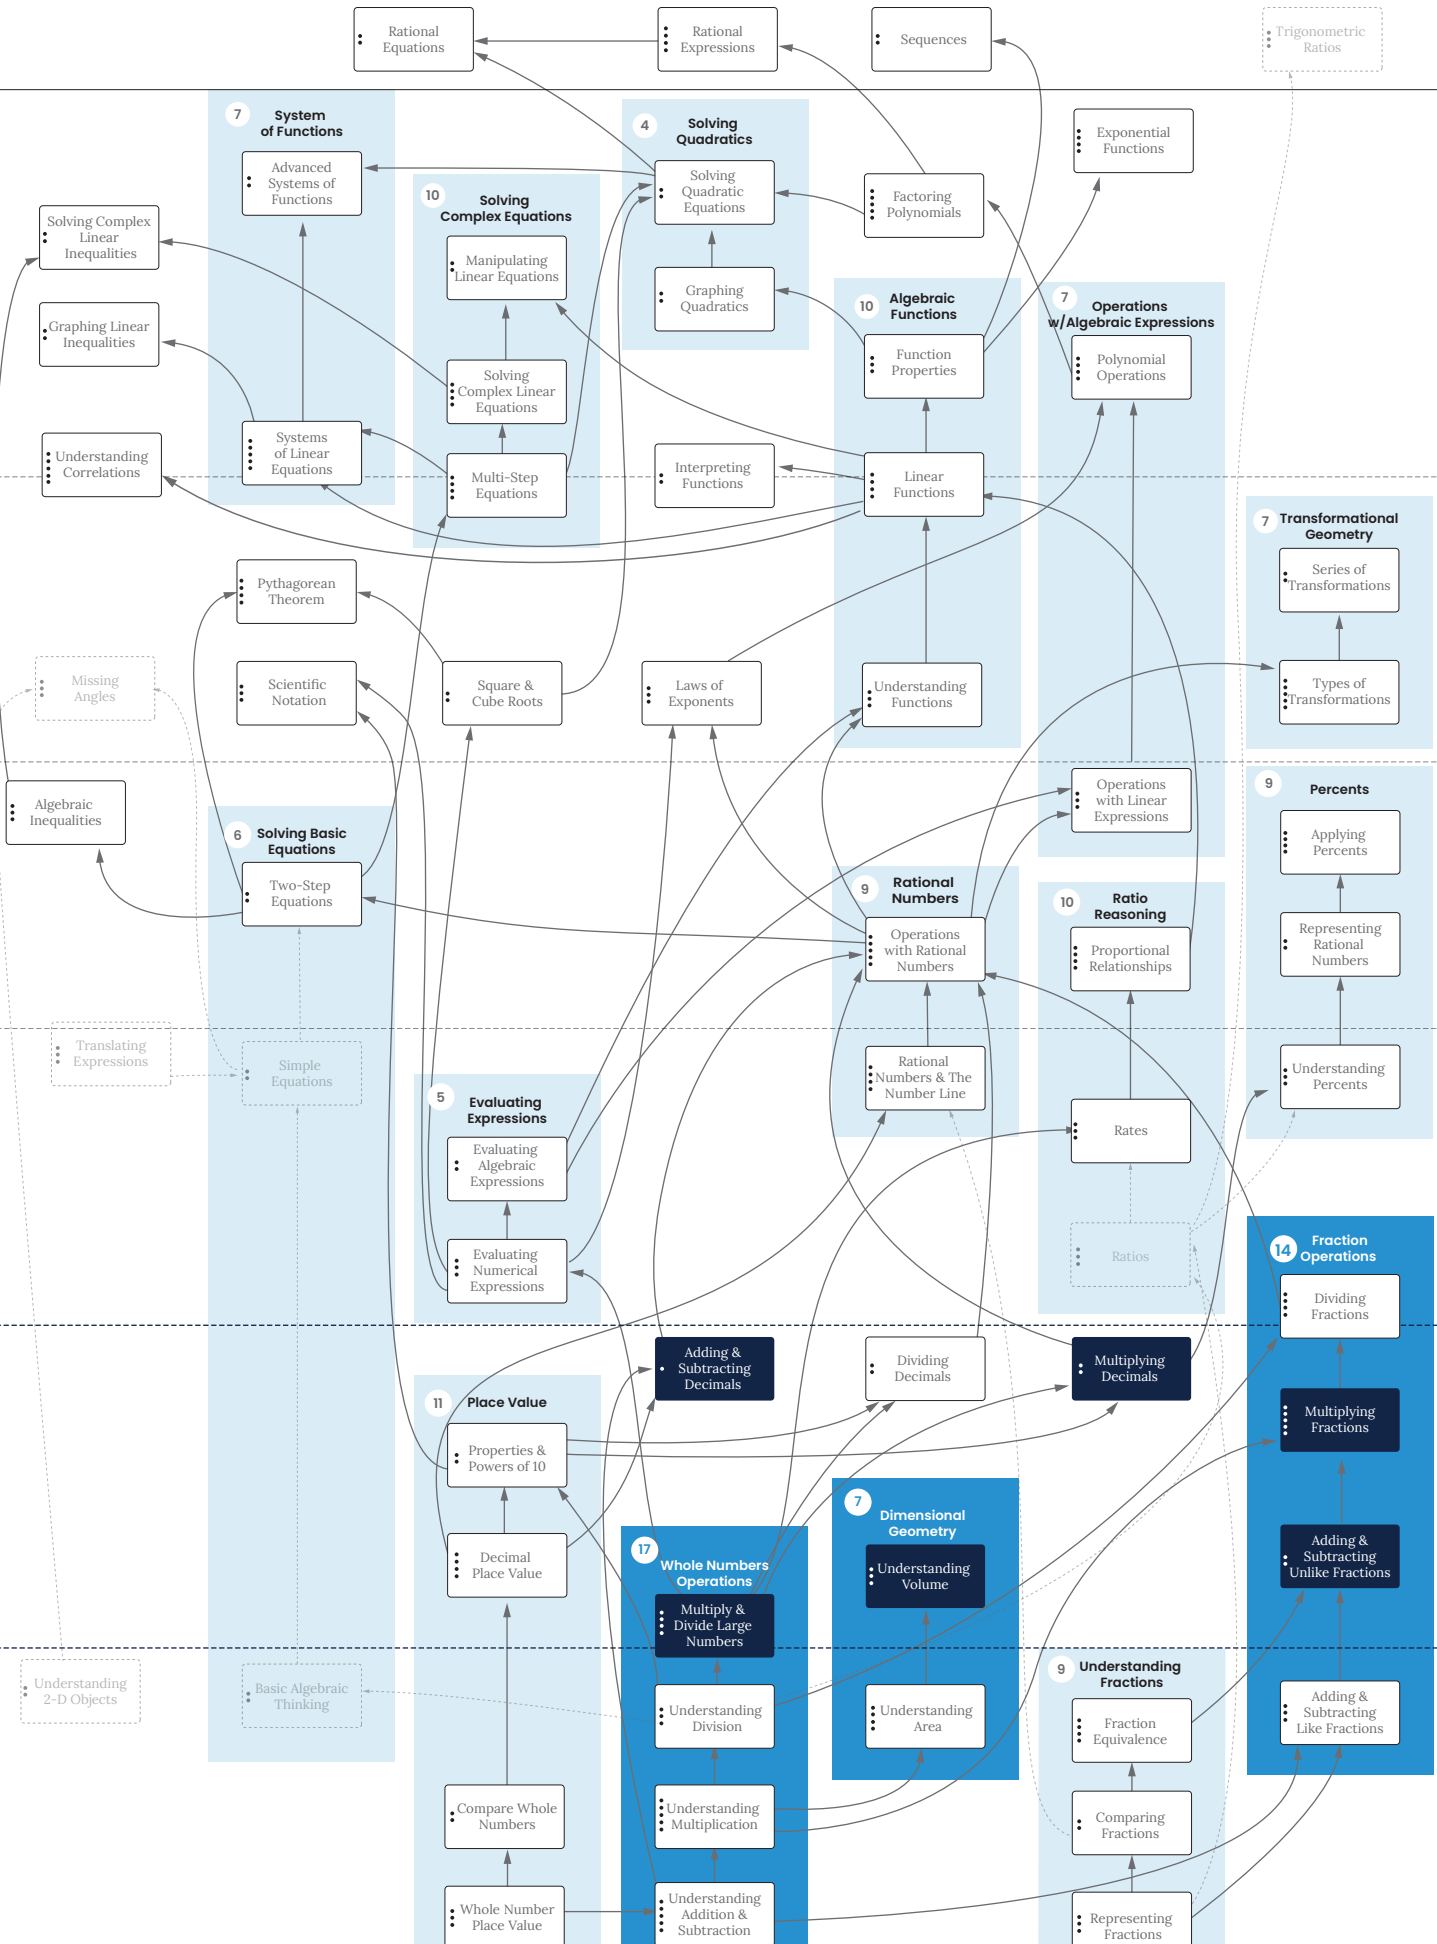 Rational
Equations
Rational
Expressions
Sequences
Trigonometric
Ratios
7
System
of Functions
Advanced
Systems of
Functions
4
Solving
Quadratics
Solving
Quadratic
Equations
Exponential
Functions
Factoring
Polynomials
10
Solving
Complex Equations
Manipulating
Linear Equations
Solving Complex
Linear
Inequalities
Graphing
Quadratics
10
Algebraic
Functions
Function
Properties
7
Operations
w/Algebraic Expressions
Polynomial
Operations
Graphing Linear
Inequalities
Solving
Complex Linear
Equations
Understanding
Correlations
Systems
of Linear
Equations
Multi-Step
Equations
Interpreting
Functions
Linear
Functions
7
Transformational
Geometry
Series of
Transformations
Types of
Transformations
Pythagorean
Theorem
Missing
Angles
Scientific
Notation
Square &
Cube Roots
Laws of
Exponents
Understanding
Functions
Algebraic
Inequalities
6
Solving Basic
Equations
Two-Step
Equations
Operations
with Linear
Expressions
9
Percents
Applying
Percents
Representing
Rational
Numbers
Understanding
Percents
9
Rational
Numbers
Operations
with Rational
Numbers
Rational
Numbers & The
Number Line
10
Ratio
Reasoning
Proportional
Relationships
Rates
Ratios
Translating
Expressions
Simple
Equations
5
Evaluating
Expressions
Evaluating
Algebraic
Expressions
Evaluating
Numerical
Expressions
14
Fraction
Operations
Dividing
Fractions
Multiplying
Fractions
Adding &
Subtracting
Unlike Fractions
Adding &
Subtracting
Like Fractions
Adding &
Subtracting
Decimals
Dividing
Decimals
Multiplying
Decimals
11
Place Value
Properties &
Powers of 10
Decimal
Place Value
Compare Whole
Numbers
Whole Number
Place Value
17
Whole Numbers
Operations
Multiply &
Divide Large
Numbers
Understanding
Division
Understanding
Multiplication
Understanding
Addition &
Subtraction
7
Dimensional
Geometry
Understanding
Volume
Understanding
Area
Understanding
2-D Objects
Basic Algebraic
Thinking
9
Understanding
Fractions
Fraction
Equivalence
Comparing
Fractions
Representing
Fractions